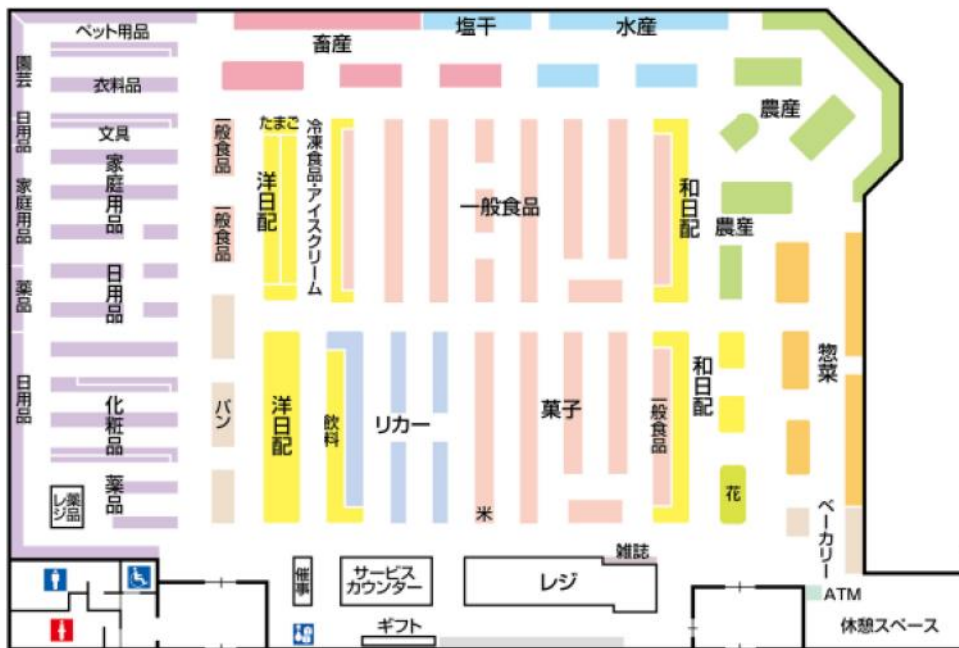 ペット用品
畜産
塩干
水産
園芸
衣料品
農産
日用品
文具
一般食品
たまご
冷凍食品・アイスクリーム
家庭用品
家庭用品
洋日配
一般食品
和日配
一般食品
農産
薬品
日用品
惣菜
日用品
化粧品
パン
洋日配
飲料
リカー
菓子
一般食品
和日配
薬品
薬品
レジ
米
花
ベーカリー
催事
サービス
カウンター
レジ
雑誌
ATM
ギフト
休憩スペース